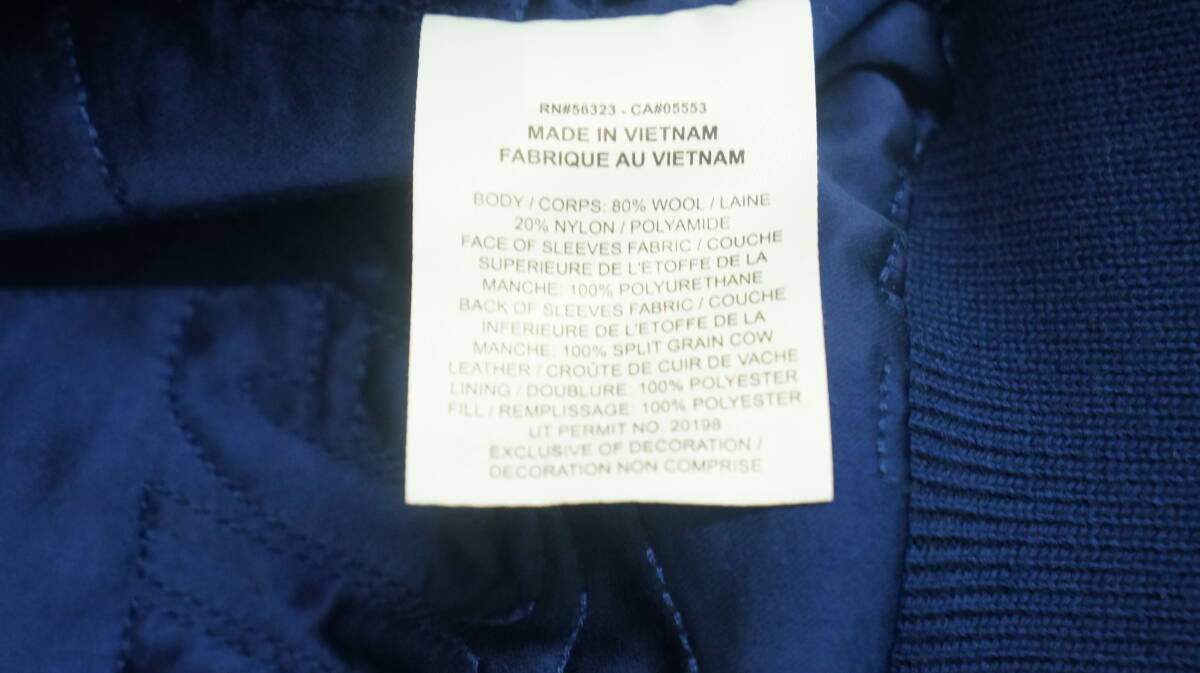 RN#56323 - CA#05553
MADE IN VIETNAM
FABRIQUE AU VIETNAM
BODY / CORPS: 80% WOOL / LAINE
20% NYLON / POLYAMIDE
FACE OF SLEEVES FABRIC / COUCHE
SUPERIEURE DE L'ETOFFE DE LA
MANCHE: 100% POLYURETHANE
BACK OF SLEEVES FABRIC / COUCHE
INFERIEURE DE L'ETOFFE DE LA
MANCHE: 100% SPLIT GRAIN COW
LEATHER / CROÛTE DE CUIR DE VACHE
LINING / DOUBLURE: 100% POLYESTER
FILL / REMPLISSAGE: 100% POLYESTER
UT PERMIT NO. 20198
EXCLUSIVE OF DECORATION /
DECORATION NON COMPRISE